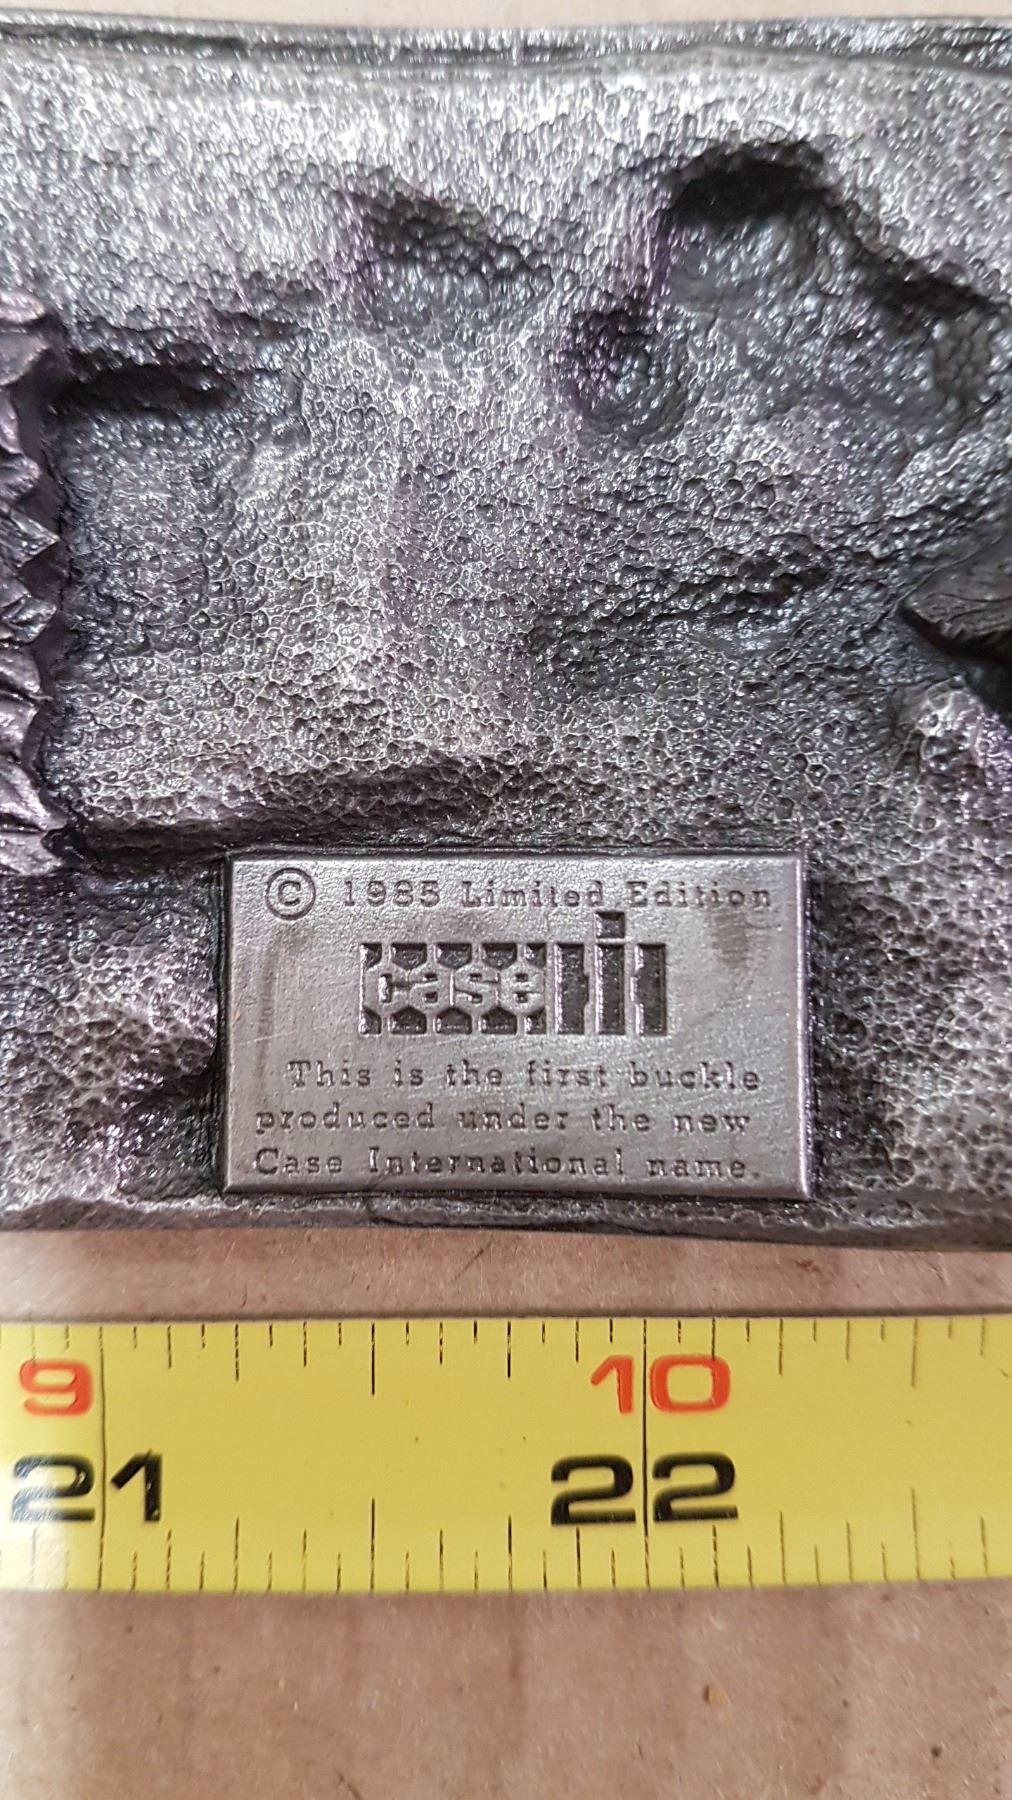 © 1985 Limited Edition
case ih
This is the first buckle
produced under the new
Case International name.
9 10
21 22